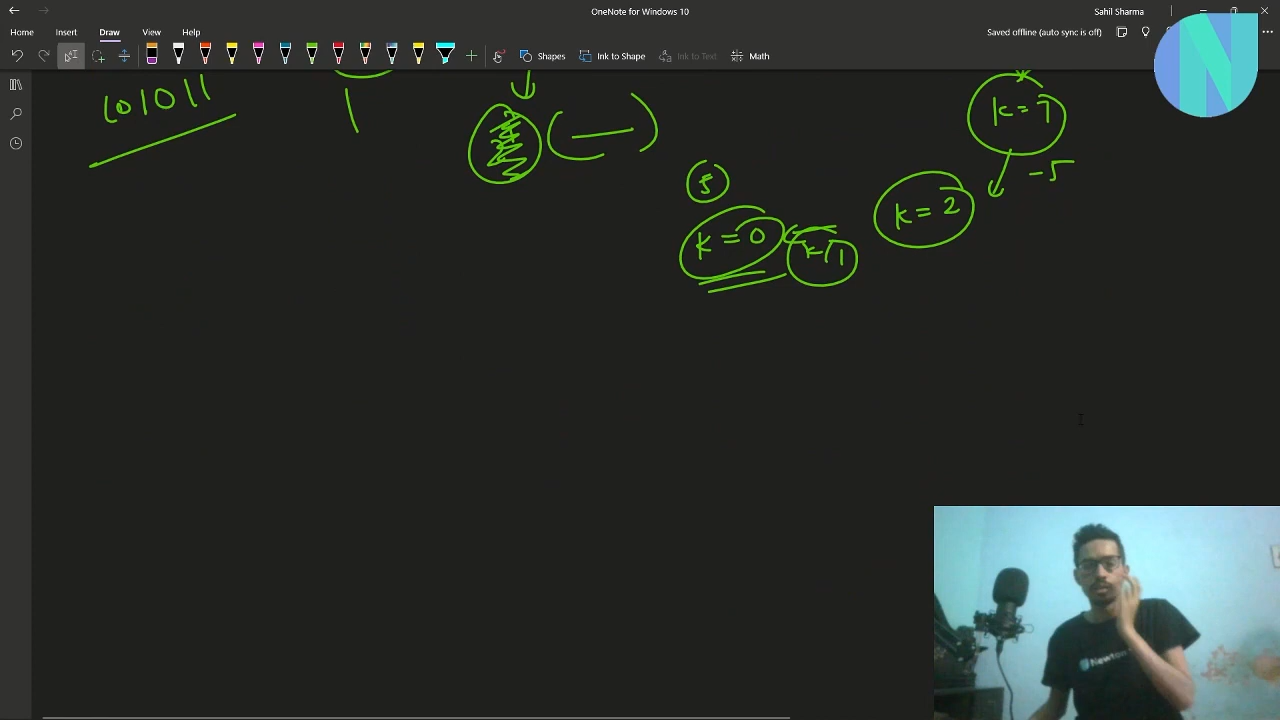 OneNote for Windows 10
Sahil Sharma
Home Insert Draw View Help
Saved offline (auto sync is off)
Shapes Ink to Shape Ink to Text Math
101011
k = 7
-5
5
k = 2
k = 0
Newton